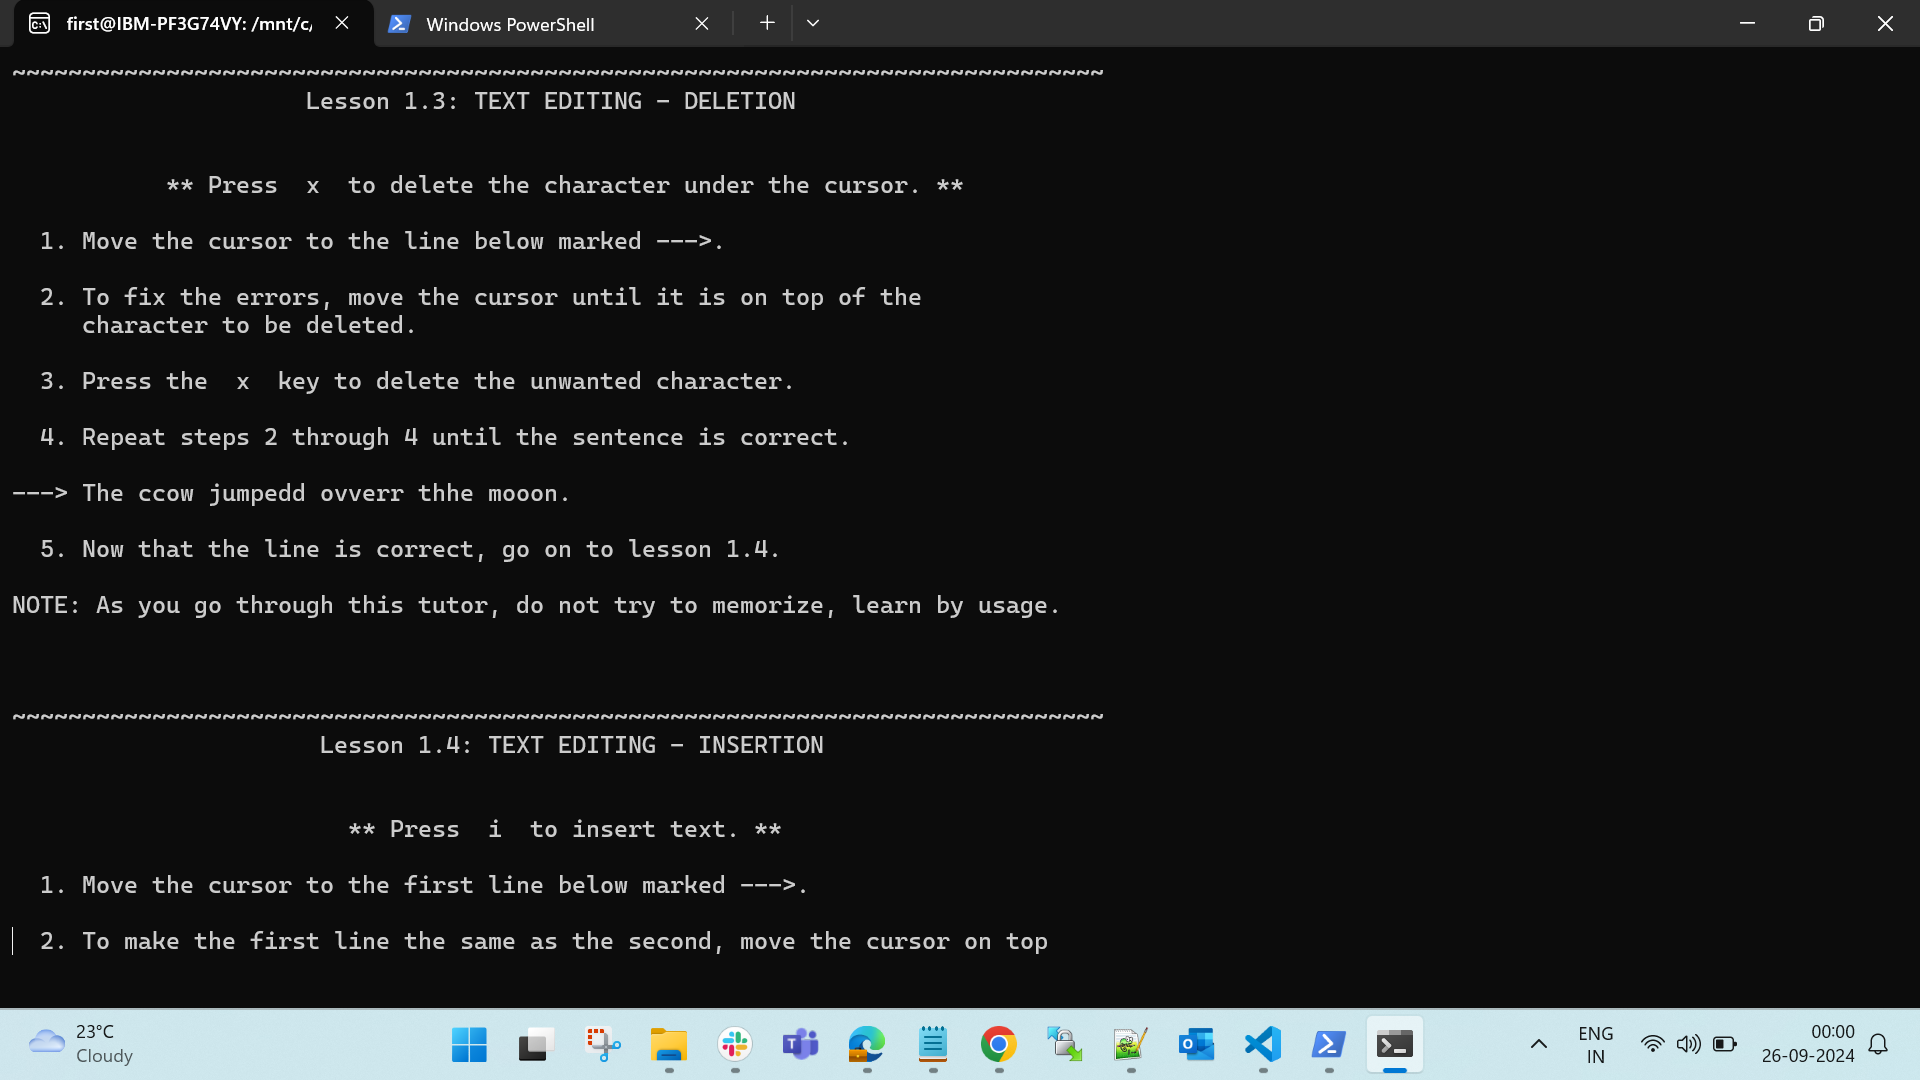 first@IBM-PF3G74VY: /mnt/c/
Windows PowerShell
~~~~~~~~~~~~~~~~~~~~~~~~~~~~~~~~~~~~~~~~~~~~~~~~~~~~~~~~~~~~~~~~~~~~~~~~~~~~~~
Lesson 1.3: TEXT EDITING - DELETION
** Press  x  to delete the character under the cursor. **
1. Move the cursor to the line below marked --->.
2. To fix the errors, move the cursor until it is on top of the
character to be deleted.
3. Press the  x  key to delete the unwanted character.
4. Repeat steps 2 through 4 until the sentence is correct.
---> The ccow jumpedd ovverr thhe mooon.
5. Now that the line is correct, go on to lesson 1.4.
NOTE: As you go through this tutor, do not try to memorize, learn by usage.
~~~~~~~~~~~~~~~~~~~~~~~~~~~~~~~~~~~~~~~~~~~~~~~~~~~~~~~~~~~~~~~~~~~~~~~~~~~~~~
Lesson 1.4: TEXT EDITING - INSERTION
** Press  i  to insert text. **
1. Move the cursor to the first line below marked --->.
2. To make the first line the same as the second, move the cursor on top
23°C
Cloudy
ENG
IN
00:00
26-09-2024